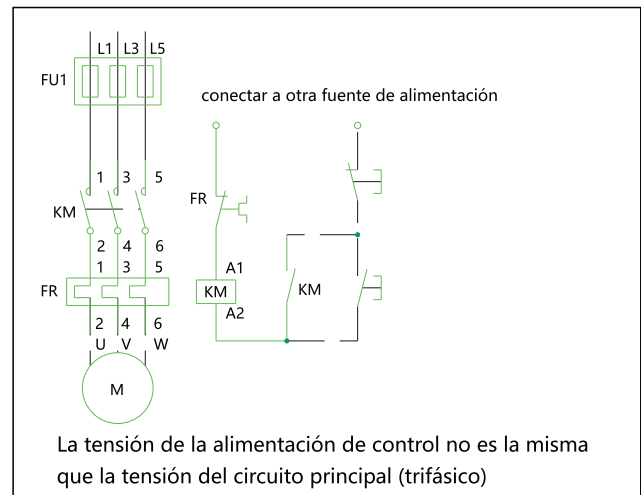 L1 L3 L5
FU1
conectar a otra fuente de alimentación
1 3 5
FR
KM
2 4 6
1 3 5
A1
FR
KM
KM
A2
2 4 6
U V W
M
La tensión de la alimentación de control no es la misma
que la tensión del circuito principal (trifásico)